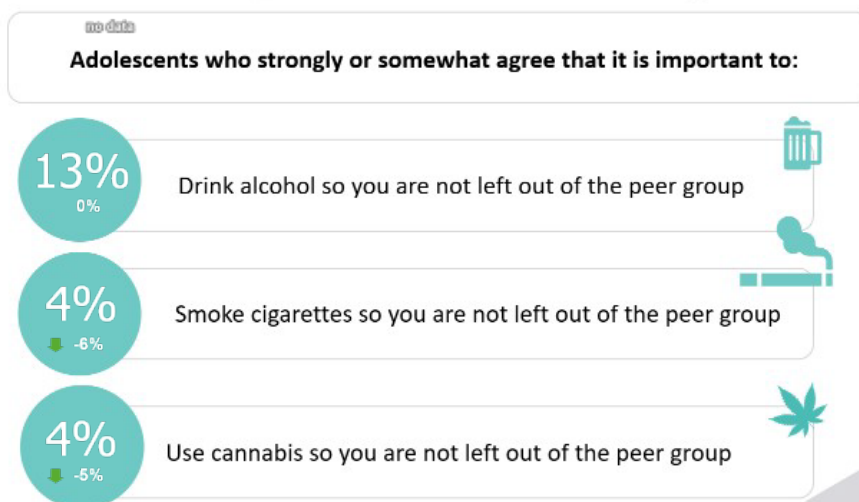 no data
Adolescents who strongly or somewhat agree that it is important to:
13%
0%
Drink alcohol so you are not left out of the peer group
4%
-6%
Smoke cigarettes so you are not left out of the peer group
4%
-5%
Use cannabis so you are not left out of the peer group